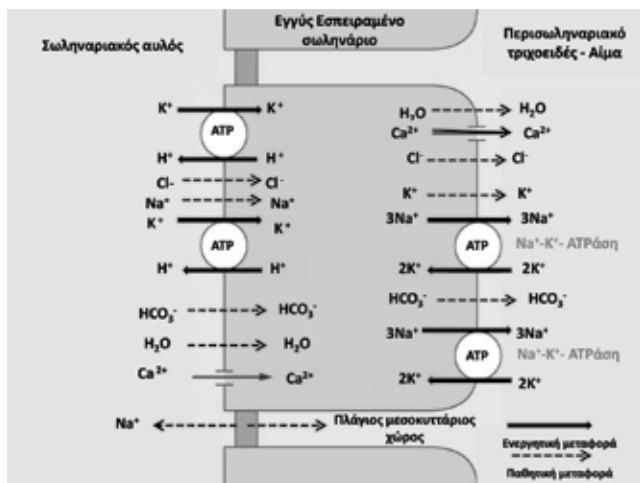 Εγγύς Εσπειραμένο
σωληνάριο
Σωληναριακός αυλός
Περισωληναριακό
τριχοειδές - Αίμα
K⁺ K⁺
ATP
H⁺ H⁺
Cl- Cl⁻
Na⁺ Na⁺
K⁺ K⁺
ATP
H⁺ H⁺
HCO₃⁻ HCO₃⁻
H₂O H₂O
Ca²⁺ Ca²⁺
Na⁺
Πλάγιος μεσοκυττάριος
χώρος
H₂O H₂O
Ca²⁺ Ca²⁺
Cl⁻ Cl⁻
K⁺ K⁺
3Na⁺ 3Na⁺
ATP
Na⁺-K⁺- ATPάση
2K⁺ 2K⁺
HCO₃⁻ HCO₃⁻
3Na⁺ 3Na⁺
ATP
Na⁺-K⁺- ATPάση
2K⁺ 2K⁺
Ενεργητική μεταφορά
Παθητική μεταφορά